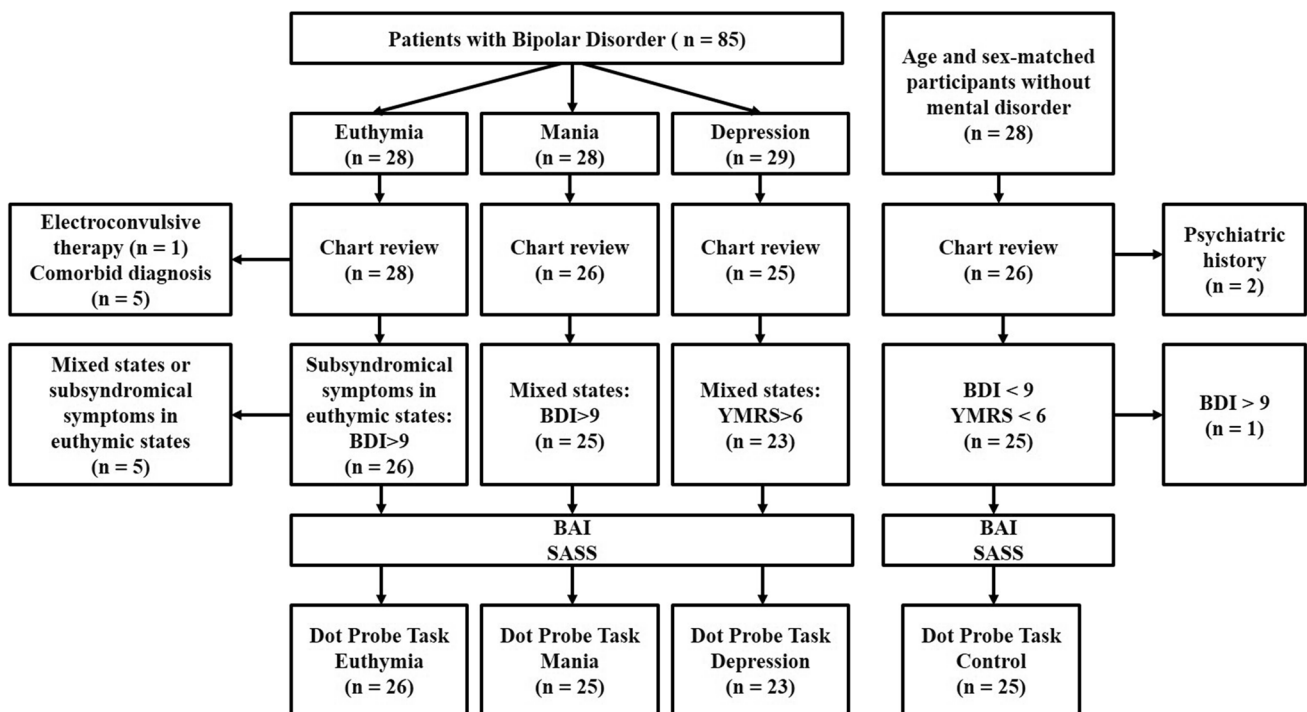 Patients with Bipolar Disorder ( n = 85)
Age and sex-matched
participants without
mental disorder
(n = 28)
Euthymia
(n = 28)
Mania
(n = 28)
Depression
(n = 29)
Electroconvulsive
therapy (n = 1)
Comorbid diagnosis
(n = 5)
Chart review
(n = 28)
Chart review
(n = 26)
Chart review
(n = 25)
Chart review
(n = 26)
Psychiatric
history
(n = 2)
Mixed states or
subsyndromical
symptoms in
euthymic states
(n = 5)
Subsyndromical
symptoms in
euthymic states:
BDI>9
(n = 26)
Mixed states:
BDI>9
(n = 25)
Mixed states:
YMRS>6
(n = 23)
BDI < 9
YMRS < 6
(n = 25)
BDI > 9
(n = 1)
BAI
SASS
BAI
SASS
Dot Probe Task
Euthymia
(n = 26)
Dot Probe Task
Mania
(n = 25)
Dot Probe Task
Depression
(n = 23)
Dot Probe Task
Control
(n = 25)